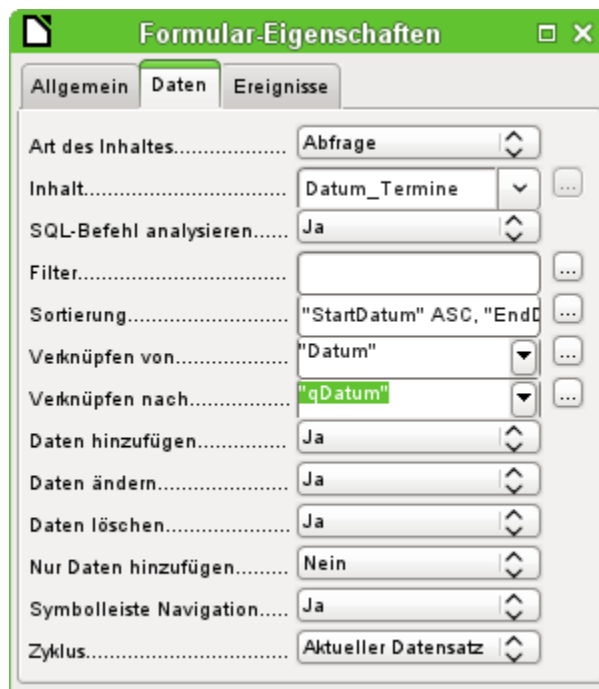 Formular-Eigenschaften
Allgemein Daten Ereignisse
Art des Inhaltes................... Abfrage
Inhalt................................. Datum_Termine ...
SQL-Befehl analysieren...... Ja
Filter.................................. ...
Sortierung.......................... "StartDatum" ASC, "EndD ...
Verknüpfen von.................. "Datum" ...
Verknüpfen nach................ "qDatum" ...
Daten hinzufügen............... Ja
Daten ändern..................... Ja
Daten löschen.................... Ja
Nur Daten hinzufügen......... Nein
Symbolleiste Navigation..... Ja
Zyklus................................ Aktueller Datensatz